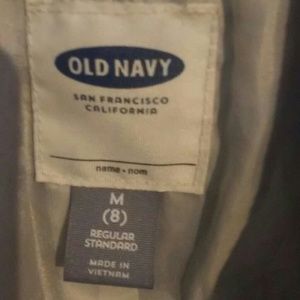 OLD NAVY
SAN FRANCISCO
CALIFORNIA
name - nom
M
(8)
REGULAR
STANDARD
MADE IN
VIETNAM